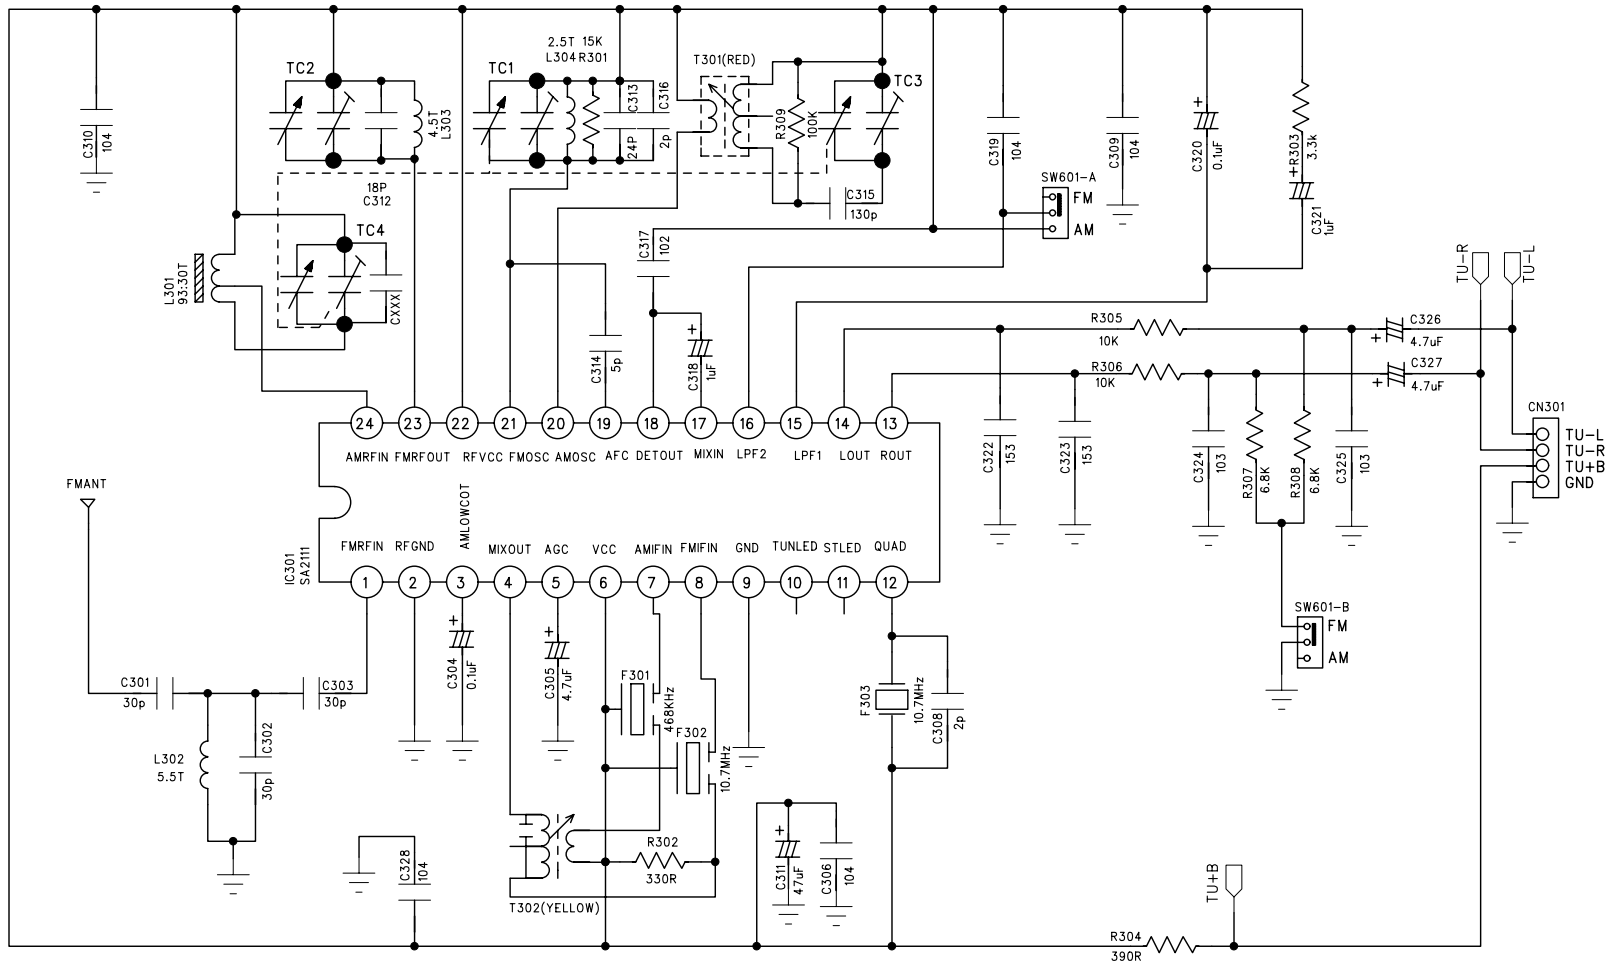 2.5T 15K
L304 R301
T301(RED)
TC2
TC1
TC3
C310
104
4.5T
L303
C313
24P
C316
2p
R309
100K
C319
104
C309
104
C320
+
0.1uF
R303
3.3k
+
C321
1uF
18P
C312
C315
130p
SW601-A
FM
AM
TC4
L301
93:30T
CXXX
C317
102
C314
5p
+
C318
1uF
TU-R
TU-L
R305
10K
R306
10K
+
C326
4.7uF
+
C327
4.7uF
CN301
TU-L
TU-R
TU+B
GND
C322
153
C323
153
C324
103
R307
6.8K
R308
6.8K
C325
103
24 23 22 21 20 19 18 17 16 15 14 13
AMRFIN FMRFOUT RFVCC FMOSC AMOSC AFC DETOUT MIXIN LPF2 LPF1 LOUT ROUT
FMANT
IC301
SA2111
FMRFIN RFGND AMLOWCOT MIXOUT AGC VCC AMIFIN FMIFIN GND TUNLED STLED QUAD
1 2 3 4 5 6 7 8 9 10 11 12
SW601-B
FM
AM
+
C304
0.1uF
+
C305
4.7uF
C301
30p
C303
30p
L302
5.5T
C302
30p
F301
468KHz
F302
10.7MHz
F303
10.7MHz
C308
2p
R302
330R
T302(YELLOW)
C328
104
+
C311
47uF
C306
104
TU+B
R304
390R